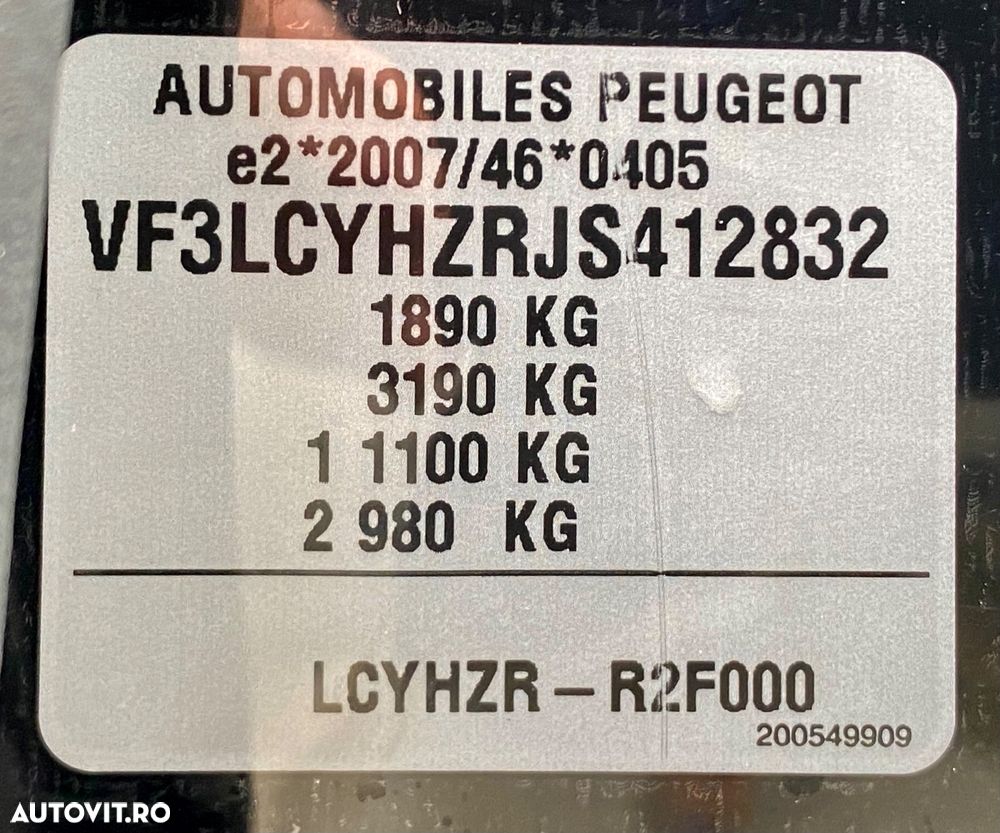 AUTOMOBILES PEUGEOT
e2*2007/46*0405
VF3LCYHZRJS412832
1890 KG
3190 KG
1 1100 KG
2 980 KG
LCYHZR – R2F000
200549909
AUTOVIT.RO